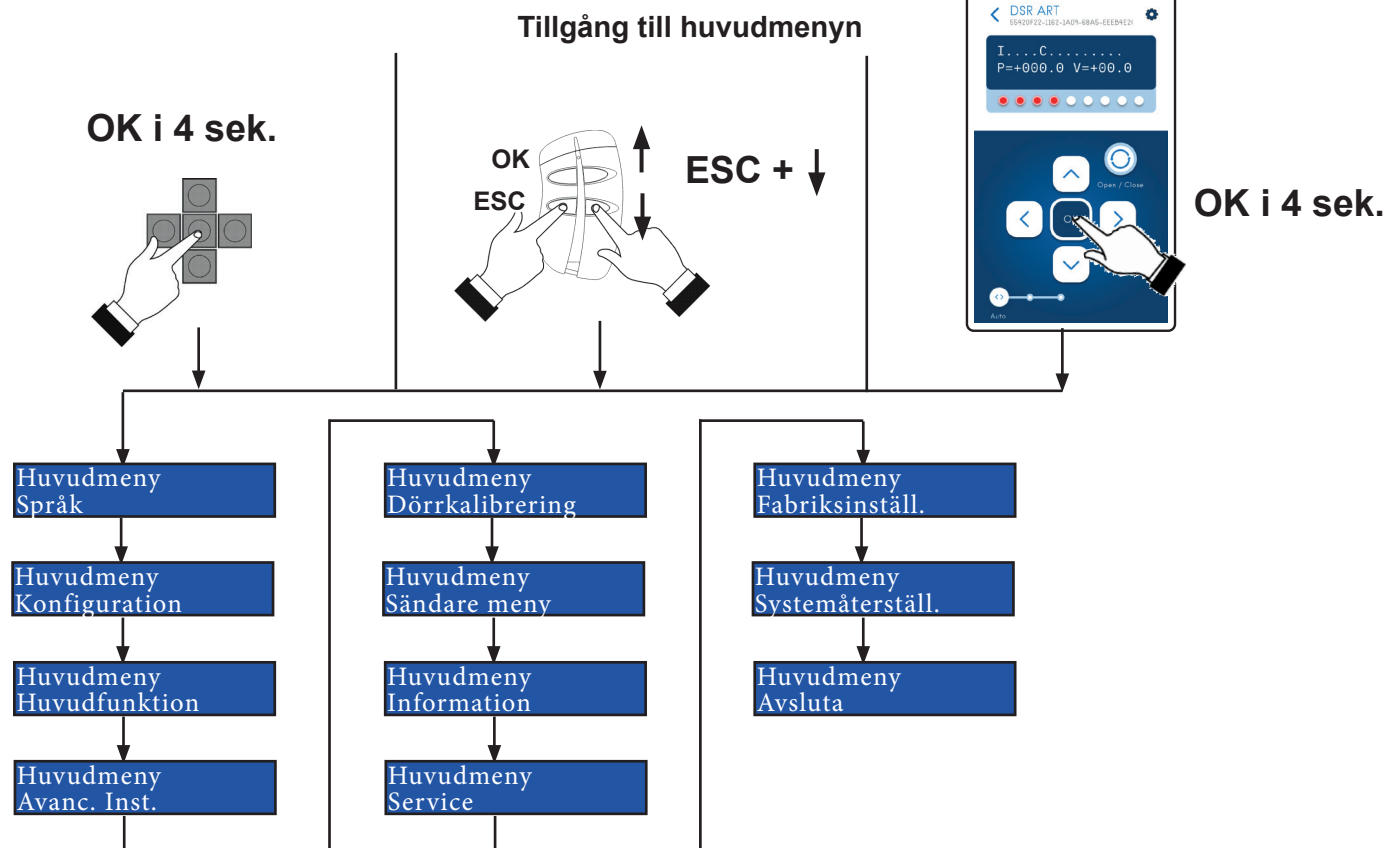 Tillgång till huvudmenyn
OK i 4 sek.
OK
ESC
ESC +
DSR ART
I....C.........
P=+000.0 V=+00.0
Open / Close
Auto
OK i 4 sek.
Huvudmeny
Språk
Huvudmeny
Konfiguration
Huvudmeny
Huvudfunktion
Huvudmeny
Avanc. Inst.
Huvudmeny
Dörrkalibrering
Huvudmeny
Sändare meny
Huvudmeny
Information
Huvudmeny
Service
Huvudmeny
Fabriksinställ.
Huvudmeny
Systemåterställ.
Huvudmeny
Avsluta